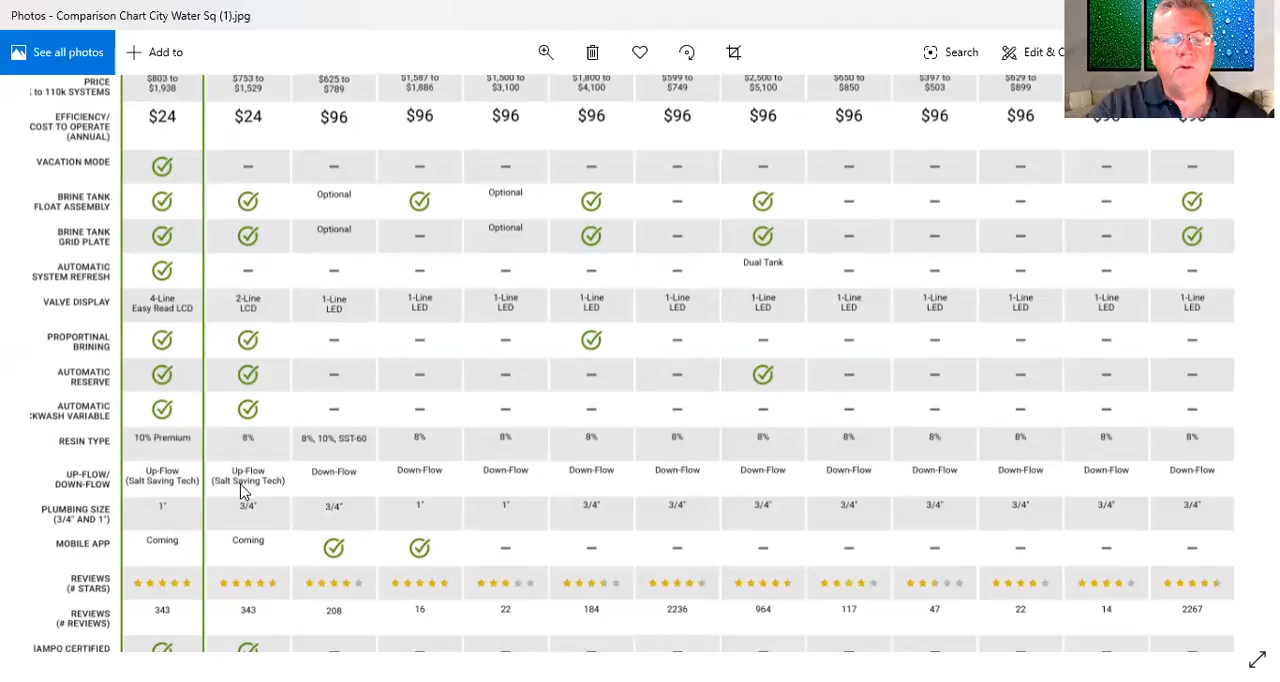 Photos - Comparison Chart City Water Sq (1).jpg
See all photos
Add to
Search
Edit & C
PRICE $803 to $753 to $625 to $1,587 to $1,500 to $1,800 to $599 to $2,500 to $650 to $397 to $629 to
to 110k SYSTEMS $1,938 $1,529 $789 $1,886 $3,100 $4,100 $749 $5,100 $850 $503 $899
EFFICIENCY/ $24 $24 $96 $96 $96 $96 $96 $96 $96 $96 $96 $96 $96
COST TO OPERATE
(ANNUAL)
VACATION MODE – – – – – – – – – – – –
BRINE TANK Optional Optional – – – – –
FLOAT ASSEMBLY
BRINE TANK Optional – Optional – – – – –
GRID PLATE
AUTOMATIC – – – – – – Dual Tank – – – – –
SYSTEM REFRESH
VALVE DISPLAY 4-Line 2-Line 1-Line 1-Line 1-Line 1-Line 1-Line 1-Line 1-Line 1-Line 1-Line 1-Line 1-Line
Easy Read LCD LCD LED LED LED LED LED LED LED LED LED LED LED
PROPORTINAL – – – – – – – – – –
BRINING
AUTOMATIC – – – – – – – – – –
RESERVE
AUTOMATIC – – – – – – – – – – –
KWASH VARIABLE
RESIN TYPE 10% Premium 8% 8%, 10%, SST-60 8% 8% 8% 8% 8% 8% 8% 8% 8% 8%
UP-FLOW/ Up-Flow Up-Flow Down-Flow Down-Flow Down-Flow Down-Flow Down-Flow Down-Flow Down-Flow Down-Flow Down-Flow Down-Flow Down-Flow
DOWN-FLOW (Salt Saving Tech) (Salt Saving Tech)
PLUMBING SIZE 1" 3/4" 3/4" 1" 1" 3/4" 3/4" 3/4" 3/4" 3/4" 3/4" 3/4" 3/4"
(3/4" AND 1")
MOBILE APP Coming Coming – – – – – – – – –
REVIEWS
(# STARS)
REVIEWS 343 343 208 16 22 184 2236 964 117 47 22 14 2267
(# REVIEWS)
IAMPO CERTIFIED